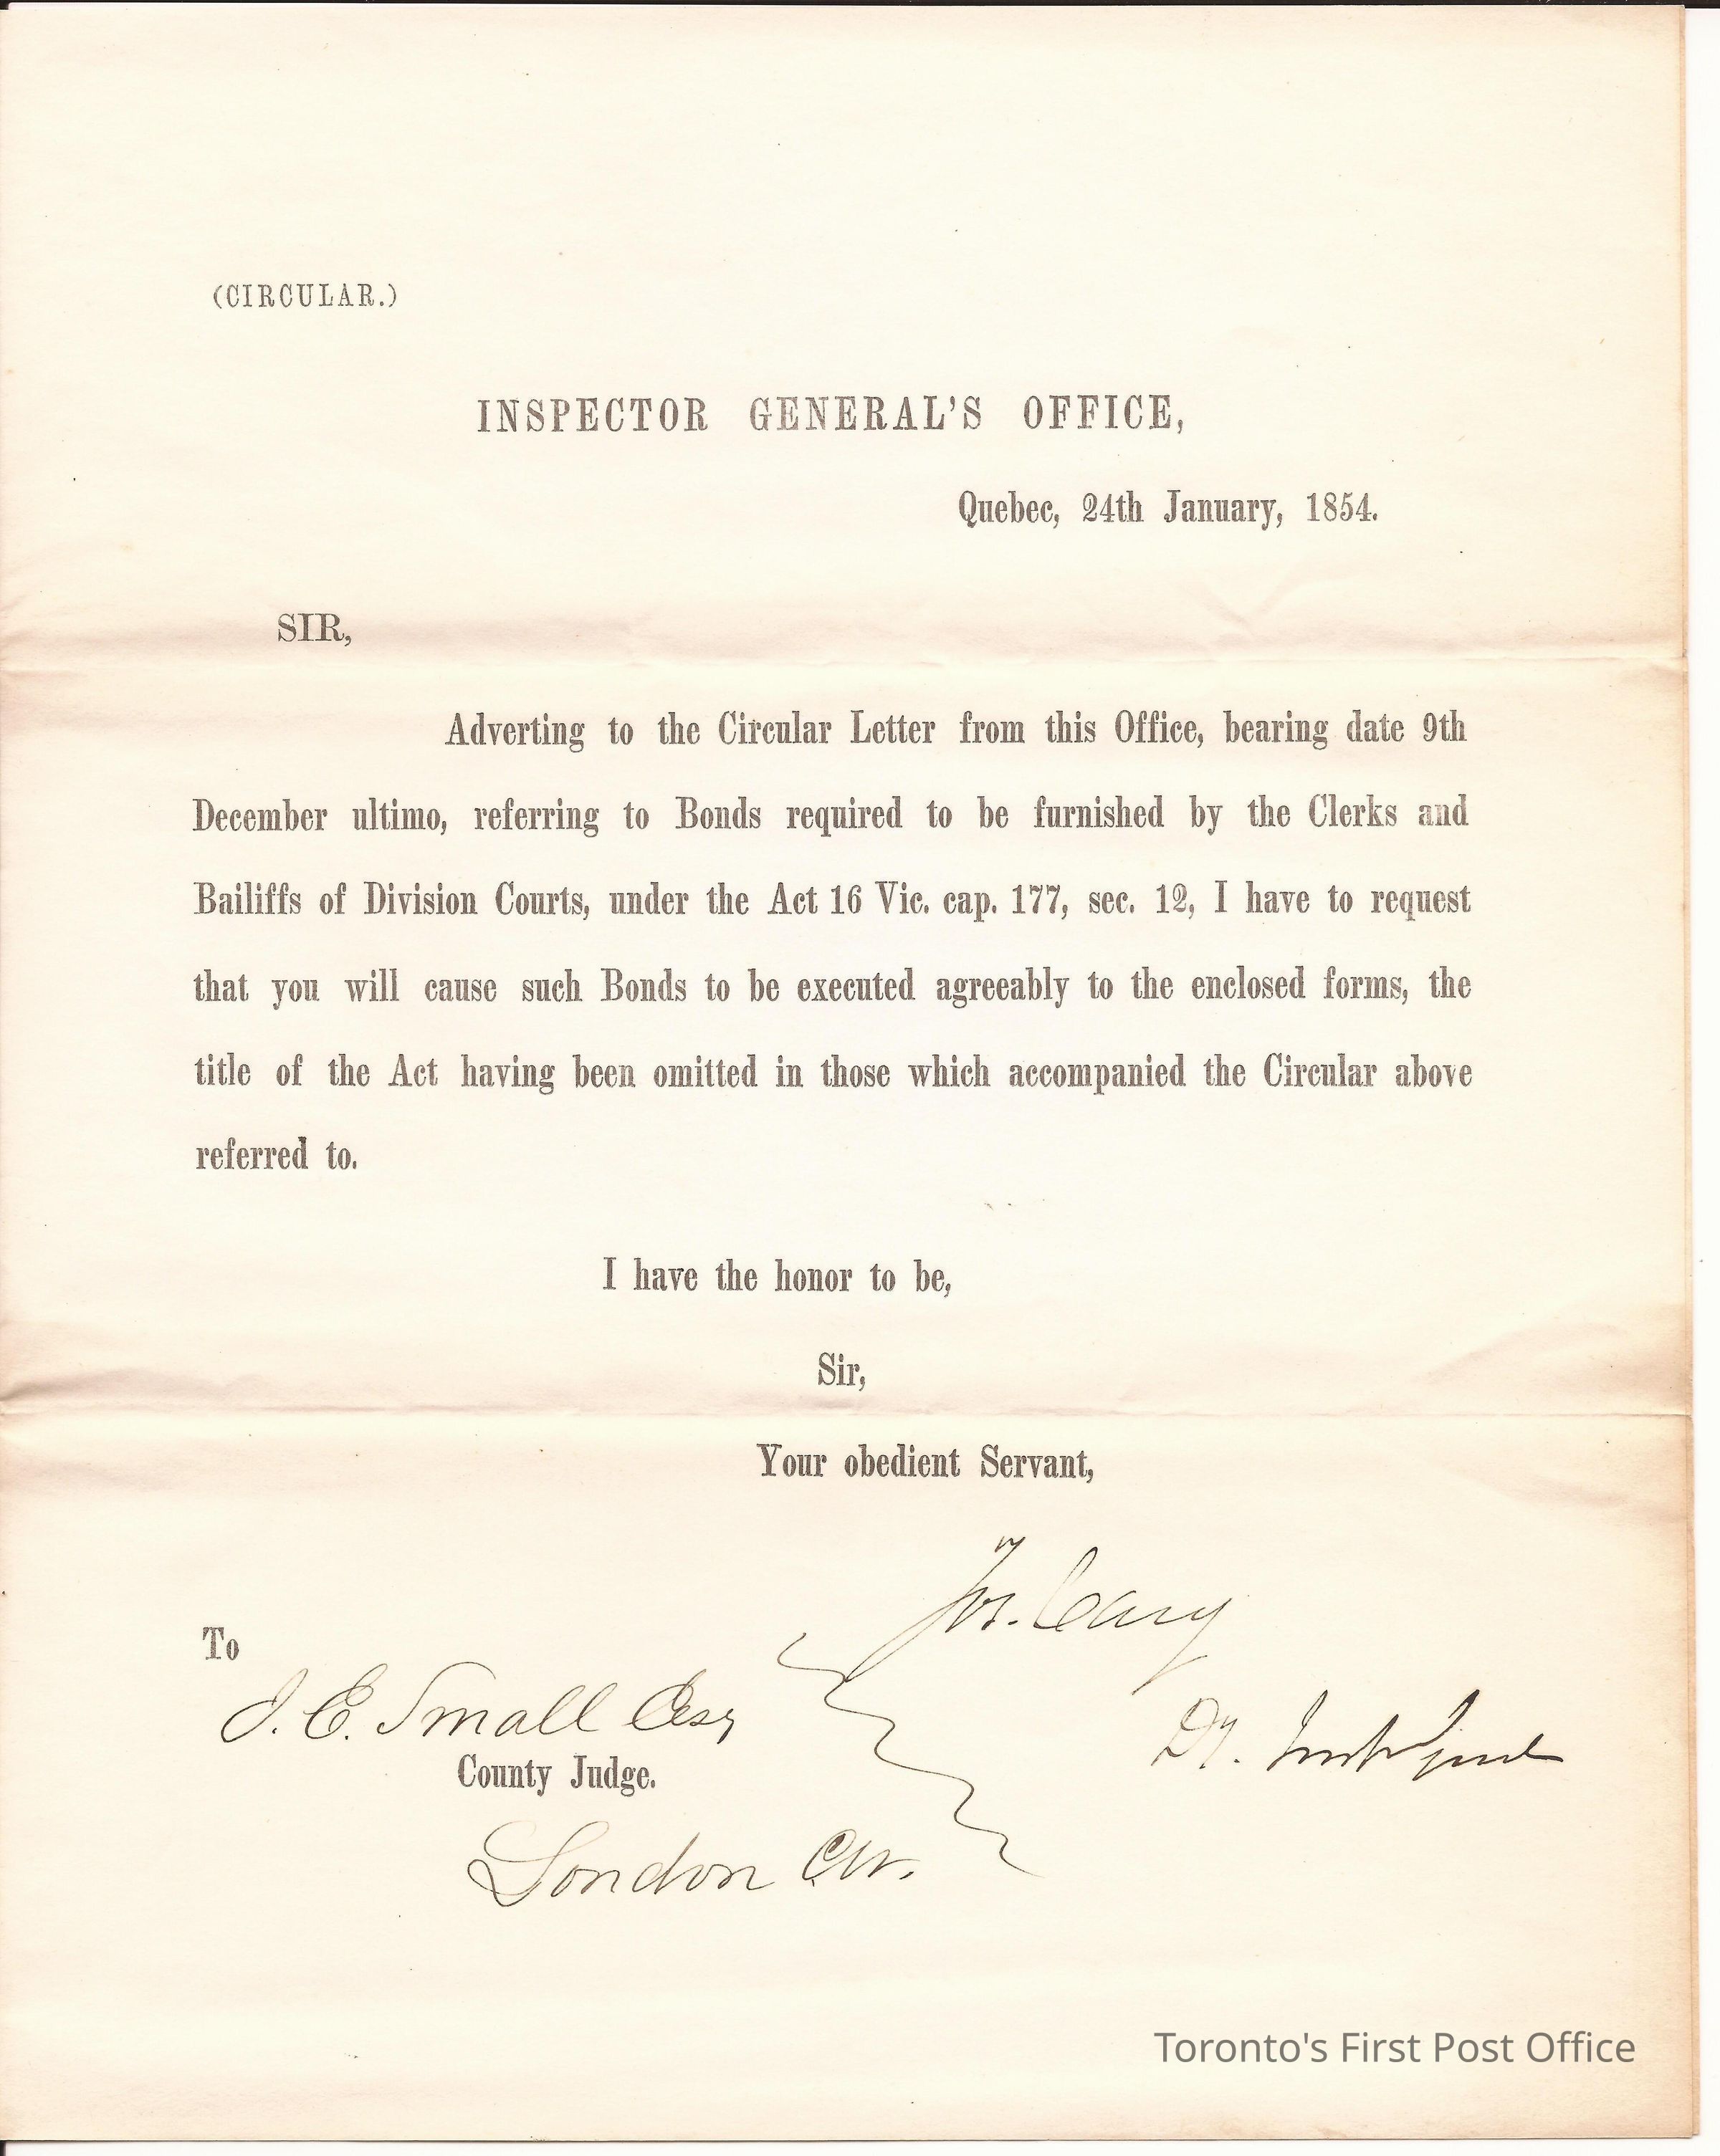 (CIRCULAR.)
INSPECTOR GENERAL'S OFFICE,
Quebec, 24th January, 1854.
SIR,
Adverting to the Circular Letter from this Office, bearing date 9th
December ultimo, referring to Bonds required to be furnished by the Clerks and
Bailiffs of Division Courts, under the Act 16 Vic. cap. 177, sec. 12, I have to request
that you will cause such Bonds to be executed agreeably to the enclosed forms, the
title of the Act having been omitted in those which accompanied the Circular above
referred to.
I have the honor to be,
Sir,
Your obedient Servant,
Jos. Cary
To
J. E. Small Esq
Dy.
County Judge.
London C.W.
Toronto's First Post Office